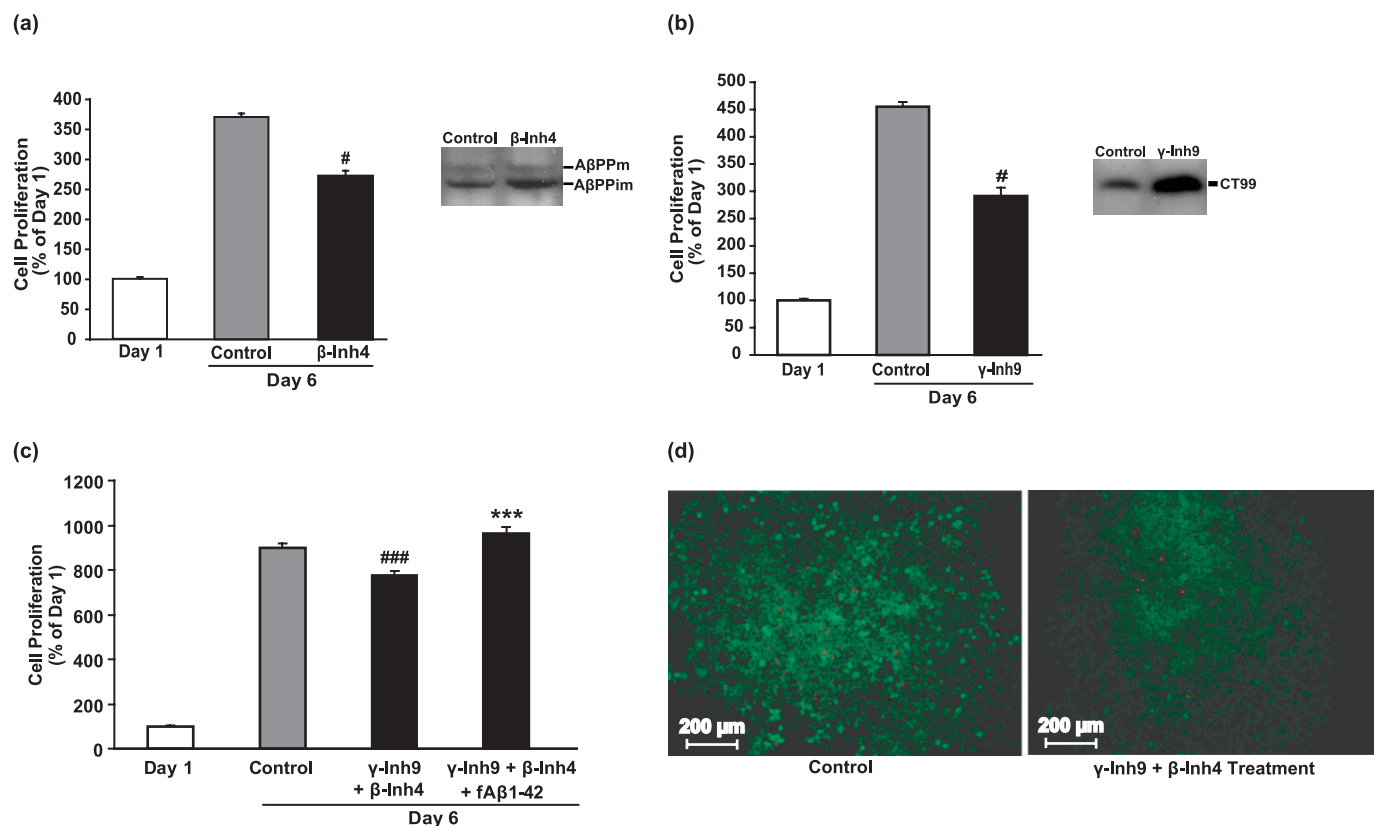 (a)
Cell Proliferation
(% of Day 1)
400
350
300
250
200
150
100
50
0
#
Day 1
Control
β-Inh4
Day 6
Control
β-Inh4
AβPPm
AβPPim
(b)
Cell Proliferation
(% of Day 1)
500
450
400
350
300
250
200
150
100
50
0
#
Day 1
Control
γ-Inh9
Day 6
Control
γ-Inh9
CT99
(c)
Cell Proliferation
(% of Day 1)
1200
1000
800
600
400
200
0
###
***
Day 1
Control
γ-Inh9
+ β-Inh4
γ-Inh9 + β-Inh4
+ fAβ1-42
Day 6
(d)
200 µm
Control
200 µm
γ-Inh9 + β-Inh4 Treatment